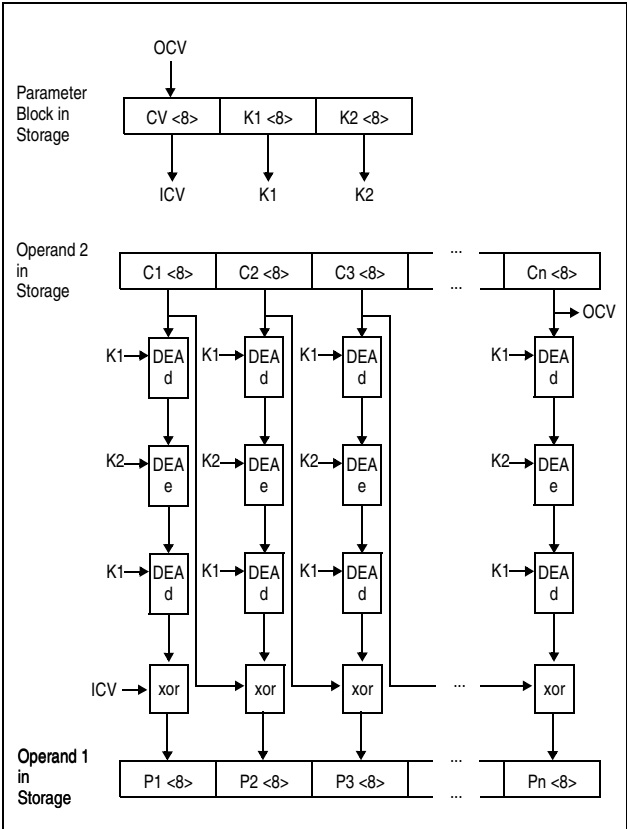 OCV
Parameter
Block in
Storage
CV <8> K1 <8> K2 <8>
ICV K1 K2
Operand 2
in
Storage
...
C1 <8> C2 <8> C3 <8> Cn <8>
...
OCV
K1 DEA d K1 DEA d K1 DEA d K1 DEA d
K2 DEA e K2 DEA e K2 DEA e K2 DEA e
K1 DEA d K1 DEA d K1 DEA d K1 DEA d
ICV xor xor xor ... xor
Operand 1
in
Storage
...
P1 <8> P2 <8> P3 <8> Pn <8>
...